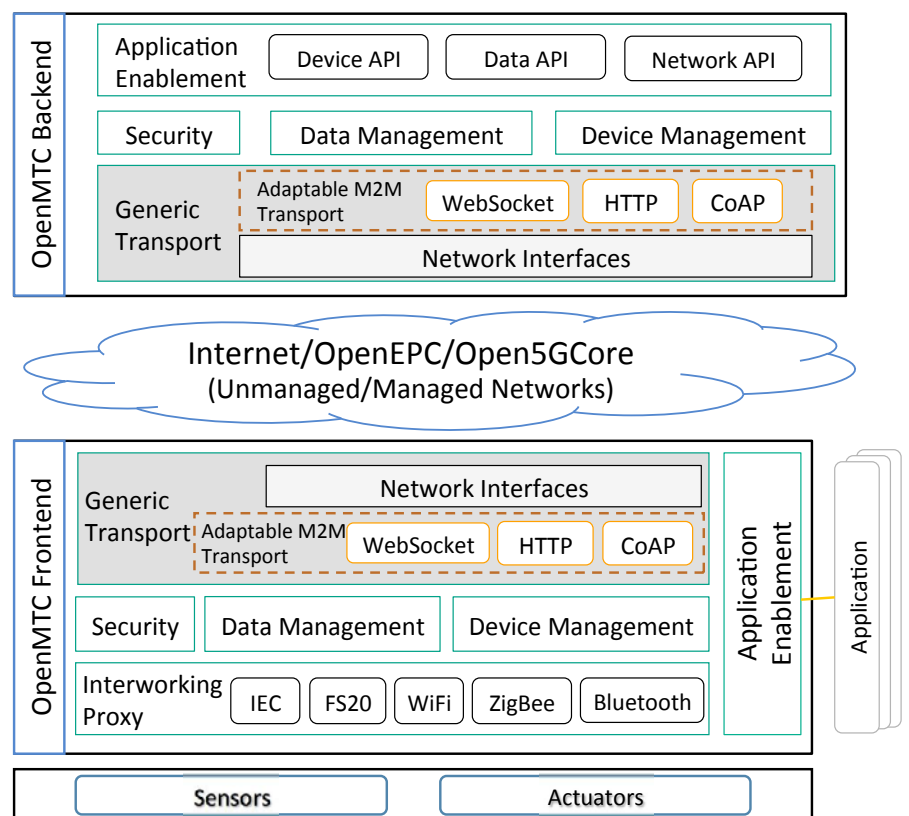 OpenMTC Backend
Application
Enablement
Device API
Data API
Network API
Security
Data Management
Device Management
Generic
Transport
Adaptable M2M
Transport
WebSocket
HTTP
CoAP
Network Interfaces
Internet/OpenEPC/Open5GCore
(Unmanaged/Managed Networks)
OpenMTC Frontend
Generic
Transport
Network Interfaces
Adaptable M2M
Transport
WebSocket
HTTP
CoAP
Security
Data Management
Device Management
Interworking
Proxy
IEC
FS20
WiFi
ZigBee
Bluetooth
Application
Enablement
Application
Sensors
Actuators